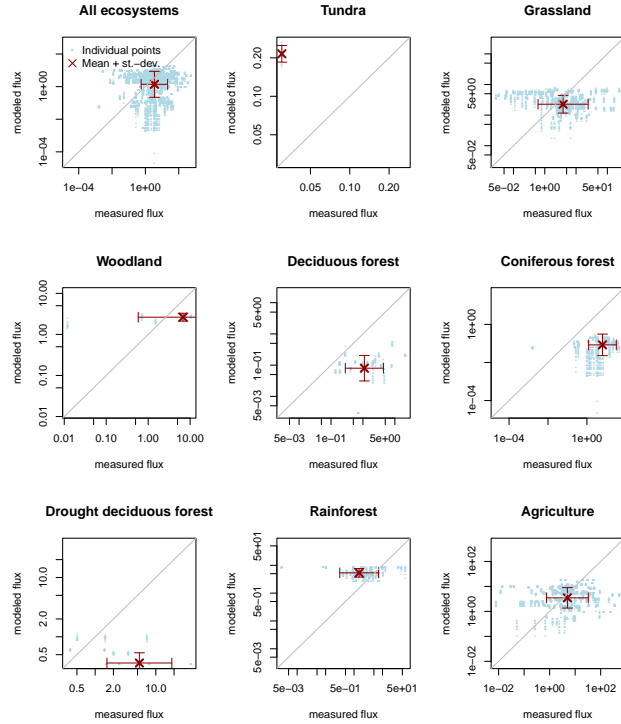 All ecosystems
Tundra
Grassland
Individual points
Mean + st.-dev.
modeled flux
1e-04
1e+00
1e-04
1e+00
measured flux
modeled flux
0.05
0.10
0.20
0.05
0.10
0.20
measured flux
modeled flux
5e-02
5e+00
5e-02
1e+00
5e+01
measured flux
Woodland
Deciduous forest
Coniferous forest
modeled flux
0.01
0.10
1.00
10.00
0.01
0.10
1.00
10.00
measured flux
modeled flux
5e-03
1e-01
5e+00
5e-03
1e-01
5e+00
measured flux
modeled flux
1e-04
1e+00
1e-04
1e+00
measured flux
Drought deciduous forest
Rainforest
Agriculture
modeled flux
0.5
2.0
10.0
0.5
2.0
10.0
measured flux
modeled flux
5e-03
5e-01
5e+01
5e-03
5e-01
5e+01
measured flux
modeled flux
1e-02
1e+00
1e+02
1e-02
1e+00
1e+02
measured flux